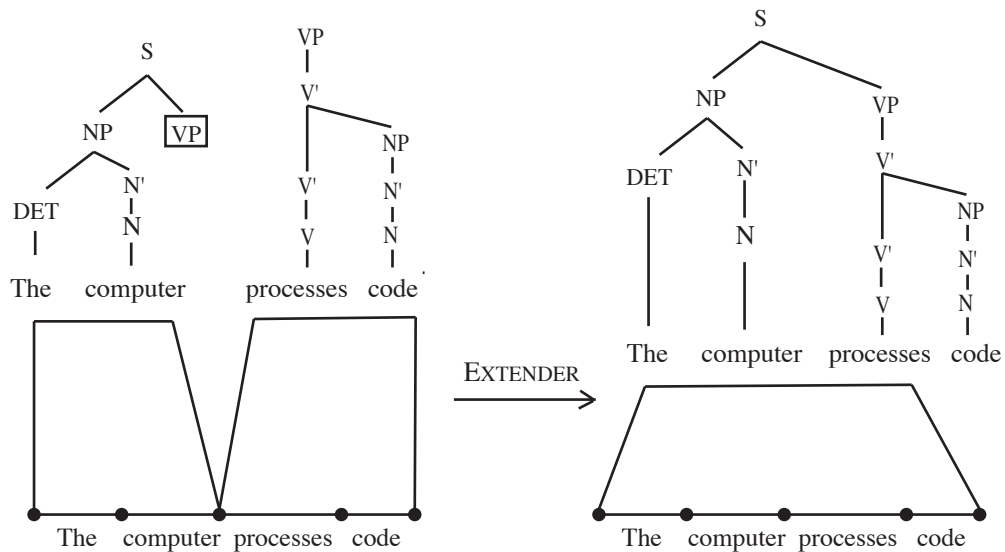 S
VP
NP VP
V'
NP
DET N'
N
V' N'
V N
The computer processes code
The computer processes code
EXTENDER
S
NP VP
DET N' V'
NP
N V' N'
V N
The computer processes code
The computer processes code